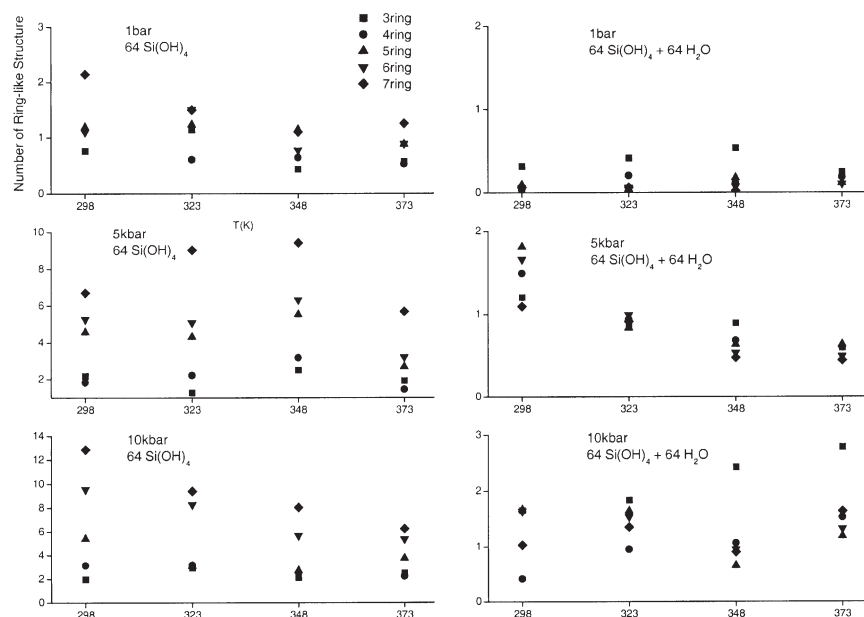 Number of Ring-like Structure
3
2
1
0
1bar
64 Si(OH)4
3ring
4ring
5ring
6ring
7ring
298
323
348
373
T(K)
2
1
0
1bar
64 Si(OH)4 + 64 H2O
298
323
348
373
10
8
6
4
2
5kbar
64 Si(OH)4
298
323
348
373
2
1
0
5kbar
64 Si(OH)4 + 64 H2O
298
323
348
373
14
12
10
8
6
4
2
0
10kbar
64 Si(OH)4
298
323
348
373
3
2
1
0
10kbar
64 Si(OH)4 + 64 H2O
298
323
348
373